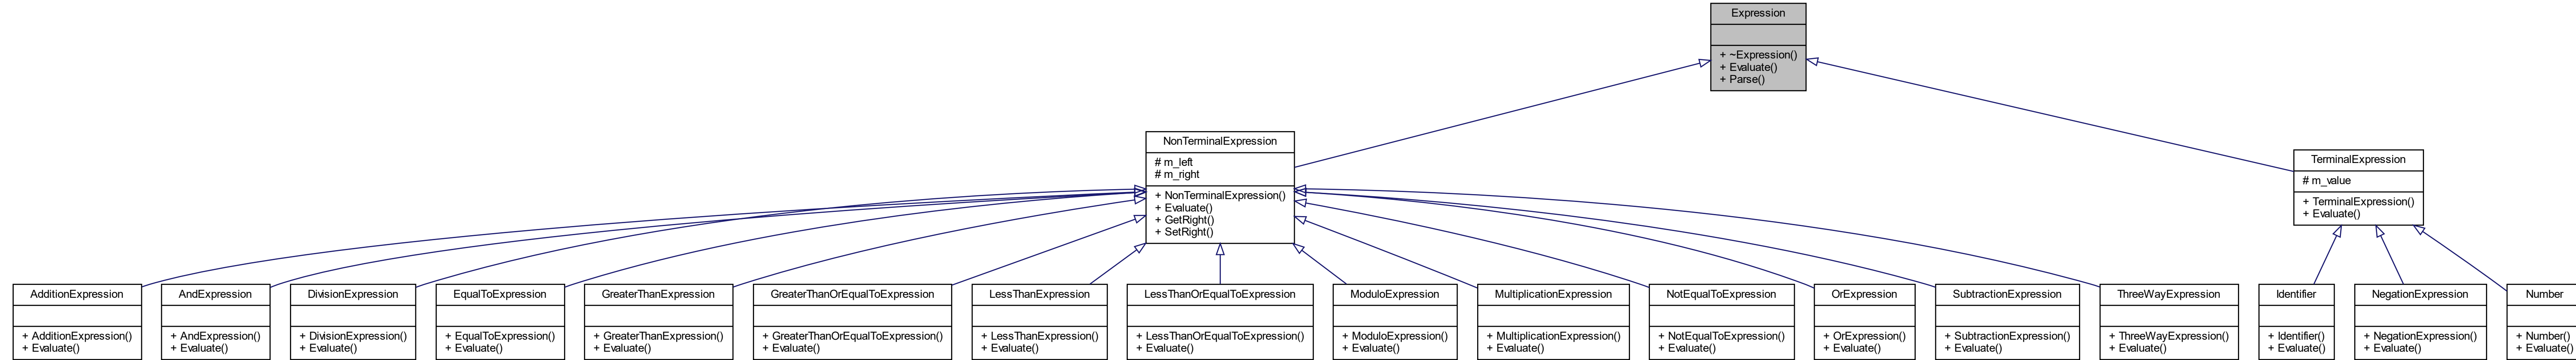 Expression
+ ~Expression()
+ Evaluate()
+ Parse()
NonTerminalExpression
# m_left
# m_right
+ NonTerminalExpression()
+ Evaluate()
+ GetRight()
+ SetRight()
TerminalExpression
# m_value
+ TerminalExpression()
+ Evaluate()
AdditionExpression
+ AdditionExpression()
+ Evaluate()
AndExpression
+ AndExpression()
+ Evaluate()
DivisionExpression
+ DivisionExpression()
+ Evaluate()
EqualToExpression
+ EqualToExpression()
+ Evaluate()
GreaterThanExpression
+ GreaterThanExpression()
+ Evaluate()
GreaterThanOrEqualToExpression
+ GreaterThanOrEqualToExpression()
+ Evaluate()
LessThanExpression
+ LessThanExpression()
+ Evaluate()
LessThanOrEqualToExpression
+ LessThanOrEqualToExpression()
+ Evaluate()
ModuloExpression
+ ModuloExpression()
+ Evaluate()
MultiplicationExpression
+ MultiplicationExpression()
+ Evaluate()
NotEqualToExpression
+ NotEqualToExpression()
+ Evaluate()
OrExpression
+ OrExpression()
+ Evaluate()
SubtractionExpression
+ SubtractionExpression()
+ Evaluate()
ThreeWayExpression
+ ThreeWayExpression()
+ Evaluate()
Identifier
+ Identifier()
+ Evaluate()
NegationExpression
+ NegationExpression()
+ Evaluate()
Number
+ Number()
+ Evaluate()